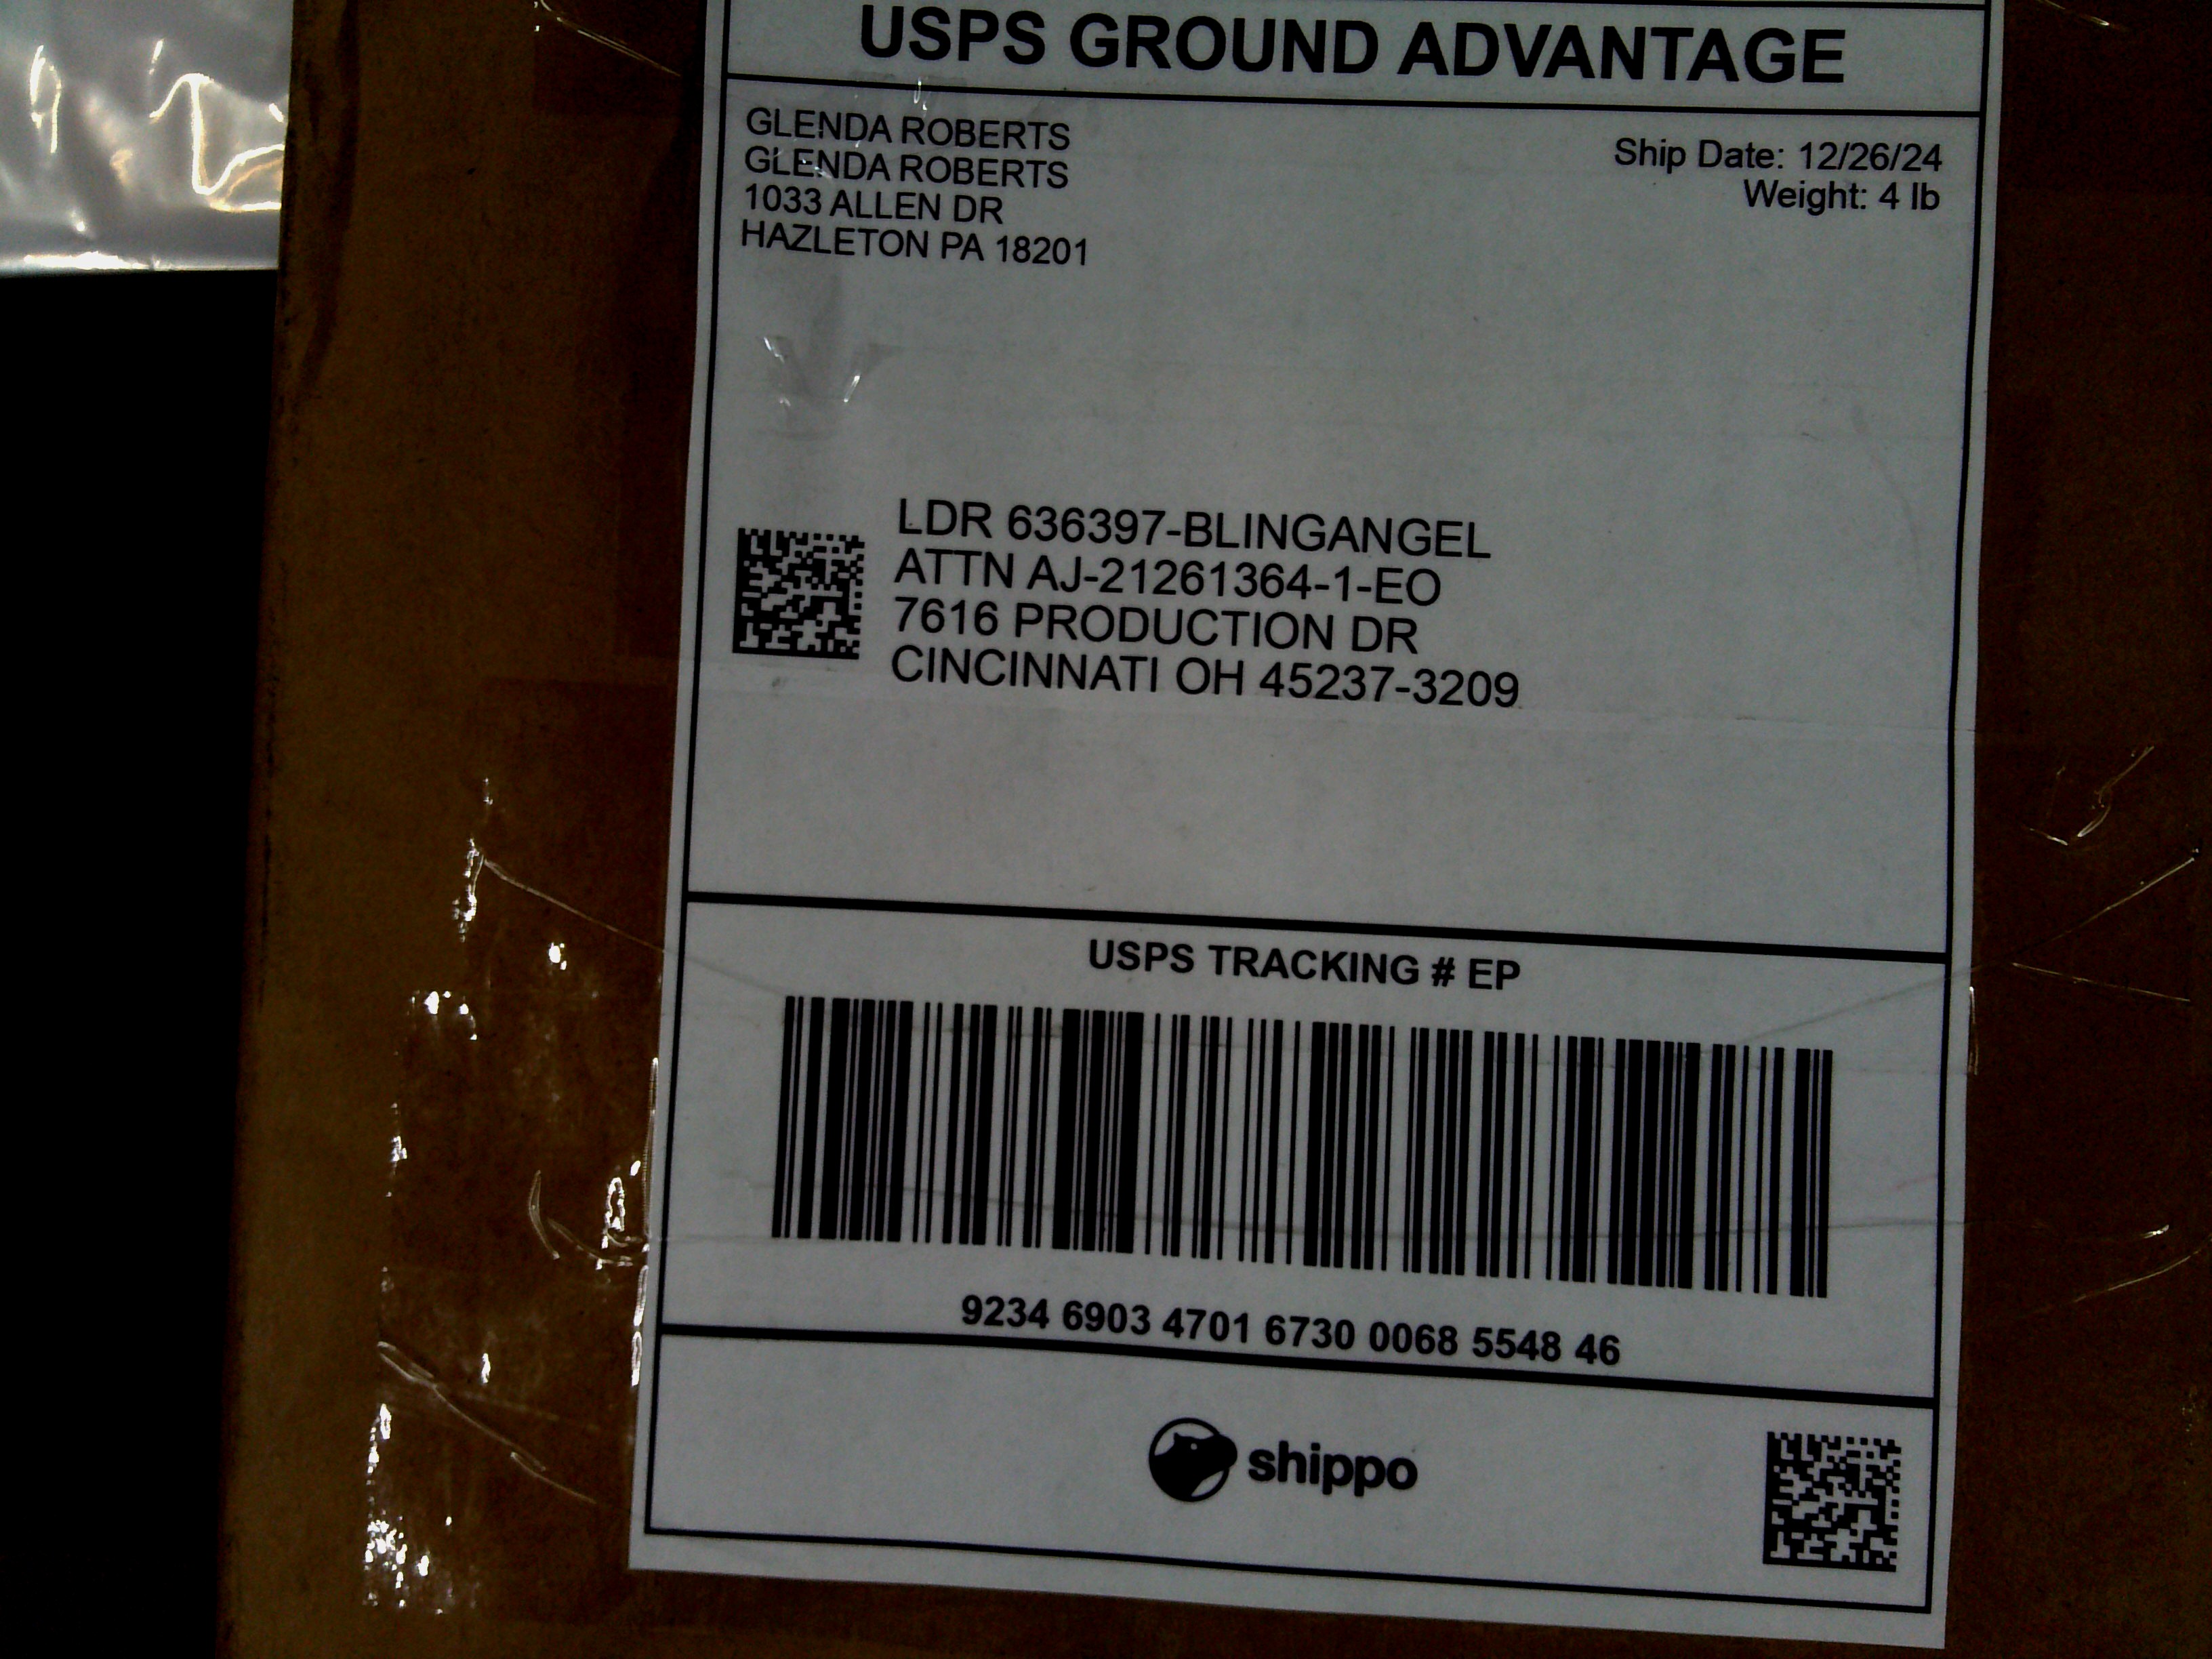 USPS GROUND ADVANTAGE
GLENDA ROBERTS
GLENDA ROBERTS
1033 ALLEN DR
HAZLETON PA 18201
Ship Date: 12/26/24
Weight: 4 lb
LDR 636397-BLINGANGEL
ATTN AJ-21261364-1-EO
7616 PRODUCTION DR
CINCINNATI OH 45237-3209
USPS TRACKING # EP
9234 6903 4701 6730 0068 5548 46
shippo